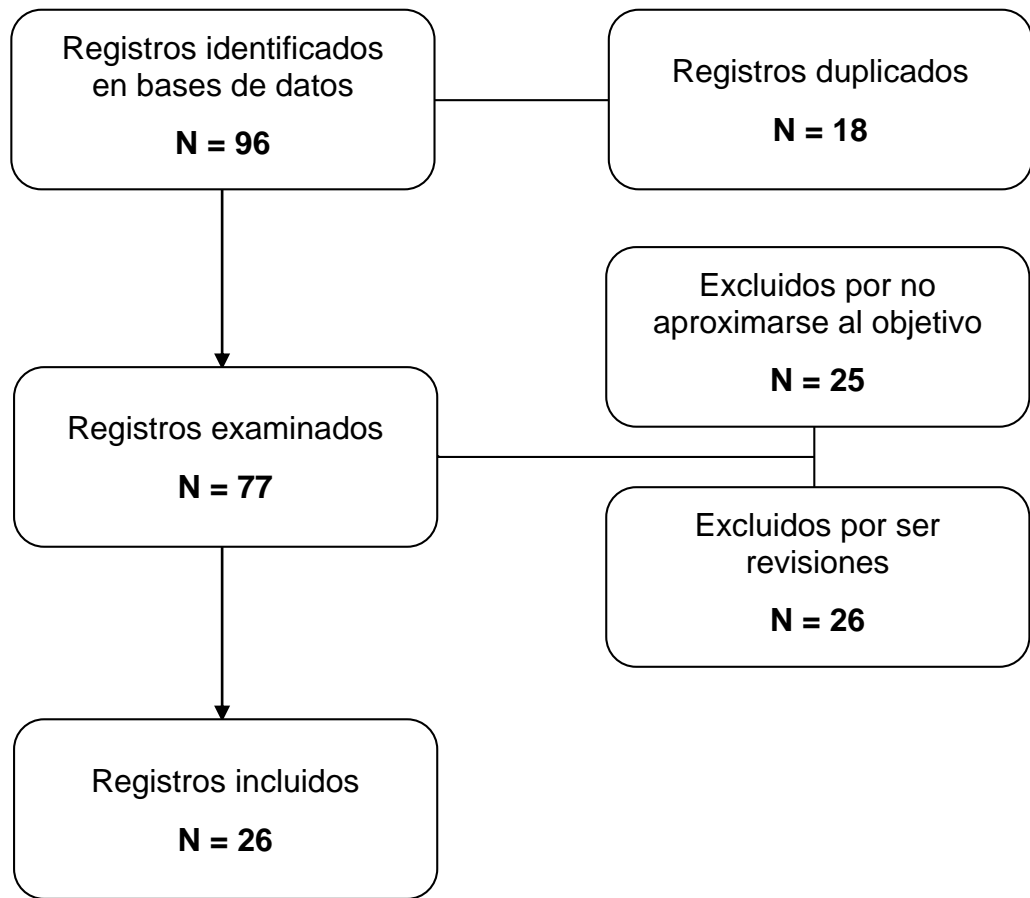 Registros identificados
en bases de datos
N = 96
Registros duplicados
N = 18
Excluidos por no
aproximarse al objetivo
N = 25
Registros examinados
N = 77
Excluidos por ser
revisiones
N = 26
Registros incluidos
N = 26